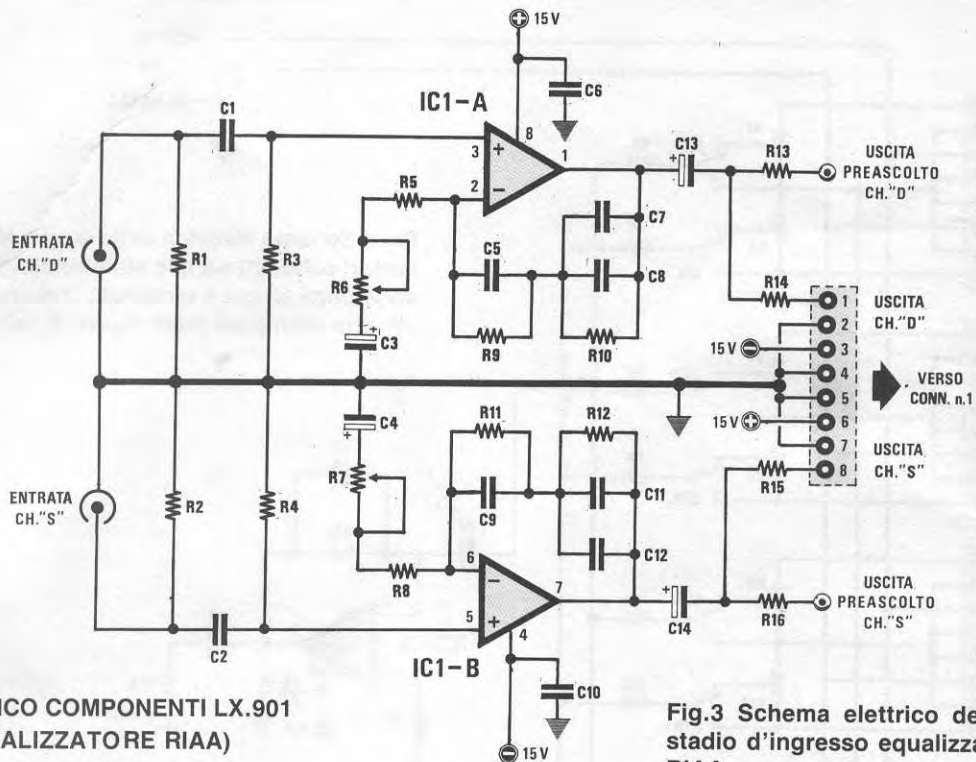 15 V
C6
IC1-A
C1
8
3
+
1
2
−
C13
+
R13
USCITA
PREASCOLTO
CH."D"
R5
C7
C5
C8
ENTRATA
CH."D"
R1
R3
R6
R14
1
USCITA
CH."D"
R9
R10
2
+
C3
15 V
3
4
VERSO
CONN. n.1
5
C4
+
R11
R12
15 V
6
7
USCITA
CH."S"
R7
R15
8
ENTRATA
CH."S"
R2
R4
C9
C11
C12
6
−
7
R8
5
+
4
+
C14
R16
USCITA
PREASCOLTO
CH."S"
C2
IC1-B
C10
15 V
ICO COMPONENTI LX.901
ALIZZATORE RIAA)
Fig.3 Schema elettrico de
stadio d'ingresso equalizza